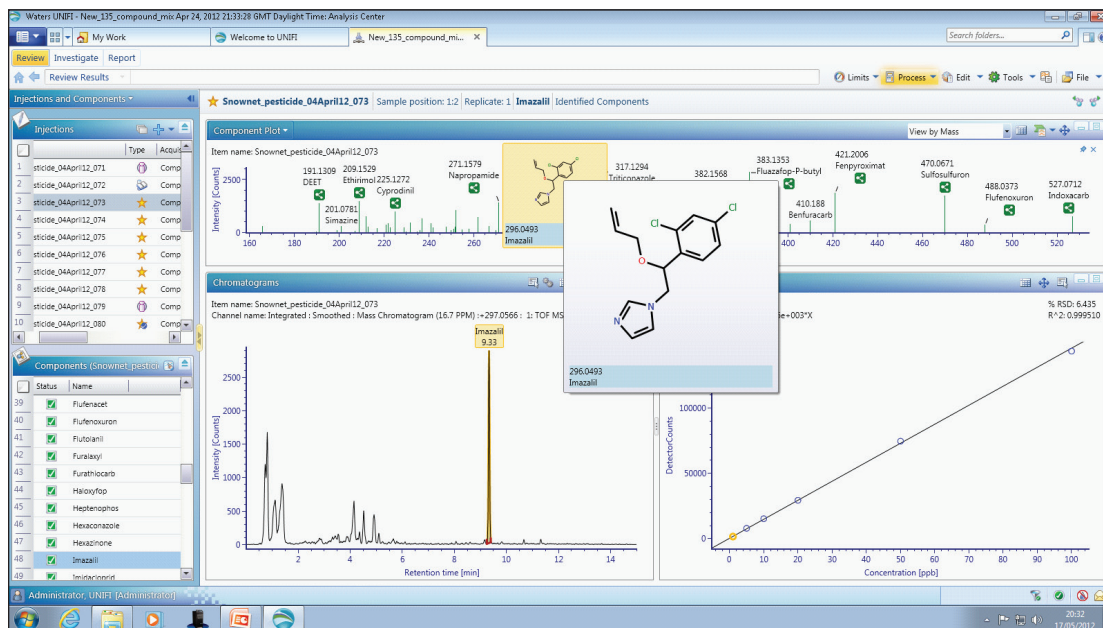 Waters UNIFI - New_135_compound_mix Apr 24, 2012 21:33:28 GMT Daylight Time: Analysis Center
My Work
Welcome to UNIFI
New_135_compound_mi...
Search folders...
Review Investigate Report
Review Results
Limits Process Edit Tools File
Injections and Components
Snownet_pesticide_04April12_073 Sample position: 1:2 Replicate: 1 Imazalil Identified Components
Injections
Type Acquis
1 sticide_04April12_071 Comp
2 sticide_04April12_072 Comp
3 sticide_04April12_073 Comp
4 sticide_04April12_074 Comp
5 sticide_04April12_075 Comp
6 sticide_04April12_076 Comp
7 sticide_04April12_077 Comp
8 sticide_04April12_078 Comp
9 sticide_04April12_079 Comp
10 sticide_04April12_080 Comp
Components (Snownet_pestici
Status Name
39 Flufenacet
40 Flufenoxuron
41 Flutolanil
42 Furalaxyl
43 Furathiocarb
44 Haloxyfop
45 Heptenophos
46 Hexaconazole
47 Hexazinone
48 Imazalil
49 Imidacloprid
Component Plot
View by Mass
Item name: Snownet_pesticide_04April12_073
Intensity [Counts]
2500
0
191.1309
DEET
201.0781
Simazine
209.1529
Ethirimol
225.1272
Cyprodinil
271.1579
Napropamide
296.0493
Imazalil
317.1294
Triticonazole
382.1568
383.1353
Fluazafop-P-butyl
410.188
Benfuracarb
421.2006
Fenpyroximat
470.0671
Sulfosulfuron
488.0373
Flufenoxuron
527.0712
Indoxacarb
160 180 200 220 240 260 400 420 440 460 480 500 520
Cl
Cl
O
N
N
296.0493
Imazalil
Chromatograms
Item name: Snownet_pesticide_04April12_073
Channel name: Integrated : Smoothed : Mass Chromatogram (16.7 PPM) :+297.0566 : 1: TOF MS
Imazalil
9.33
Intensity [Counts]
2500
2000
1500
1000
500
0
2 4 6 8 10 12 14
Retention time [min]
% RSD: 6.435
R^2: 0.999510
ie+003*X
DetectorCounts
100000
50000
0
0 10 20 30 40 50 60 70 80 90 100
Concentration [ppb]
Administrator, UNIFI [Administrator]
20:32
17/05/2012